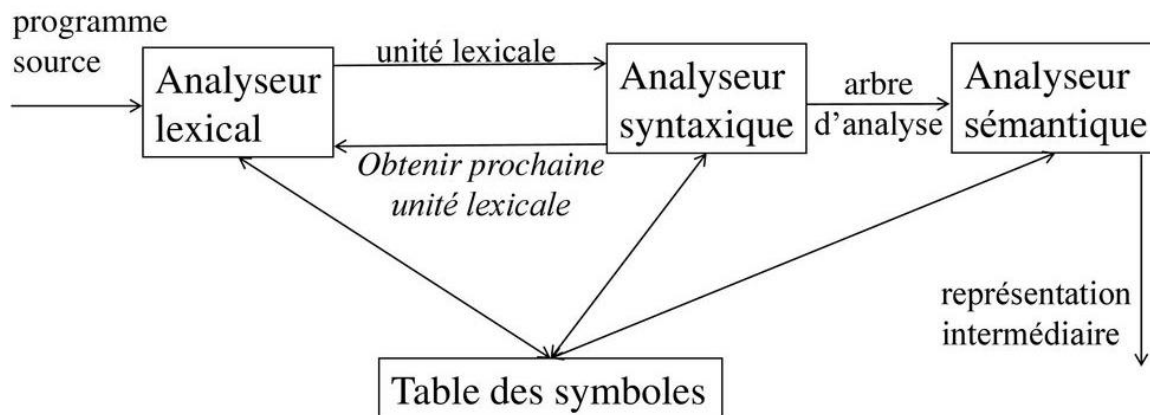 programme
source
Analyseur
lexical
unité lexicale
Obtenir prochaine
unité lexicale
Analyseur
syntaxique
arbre
d'analyse
Analyseur
sémantique
représentation
intermédiaire
Table des symboles